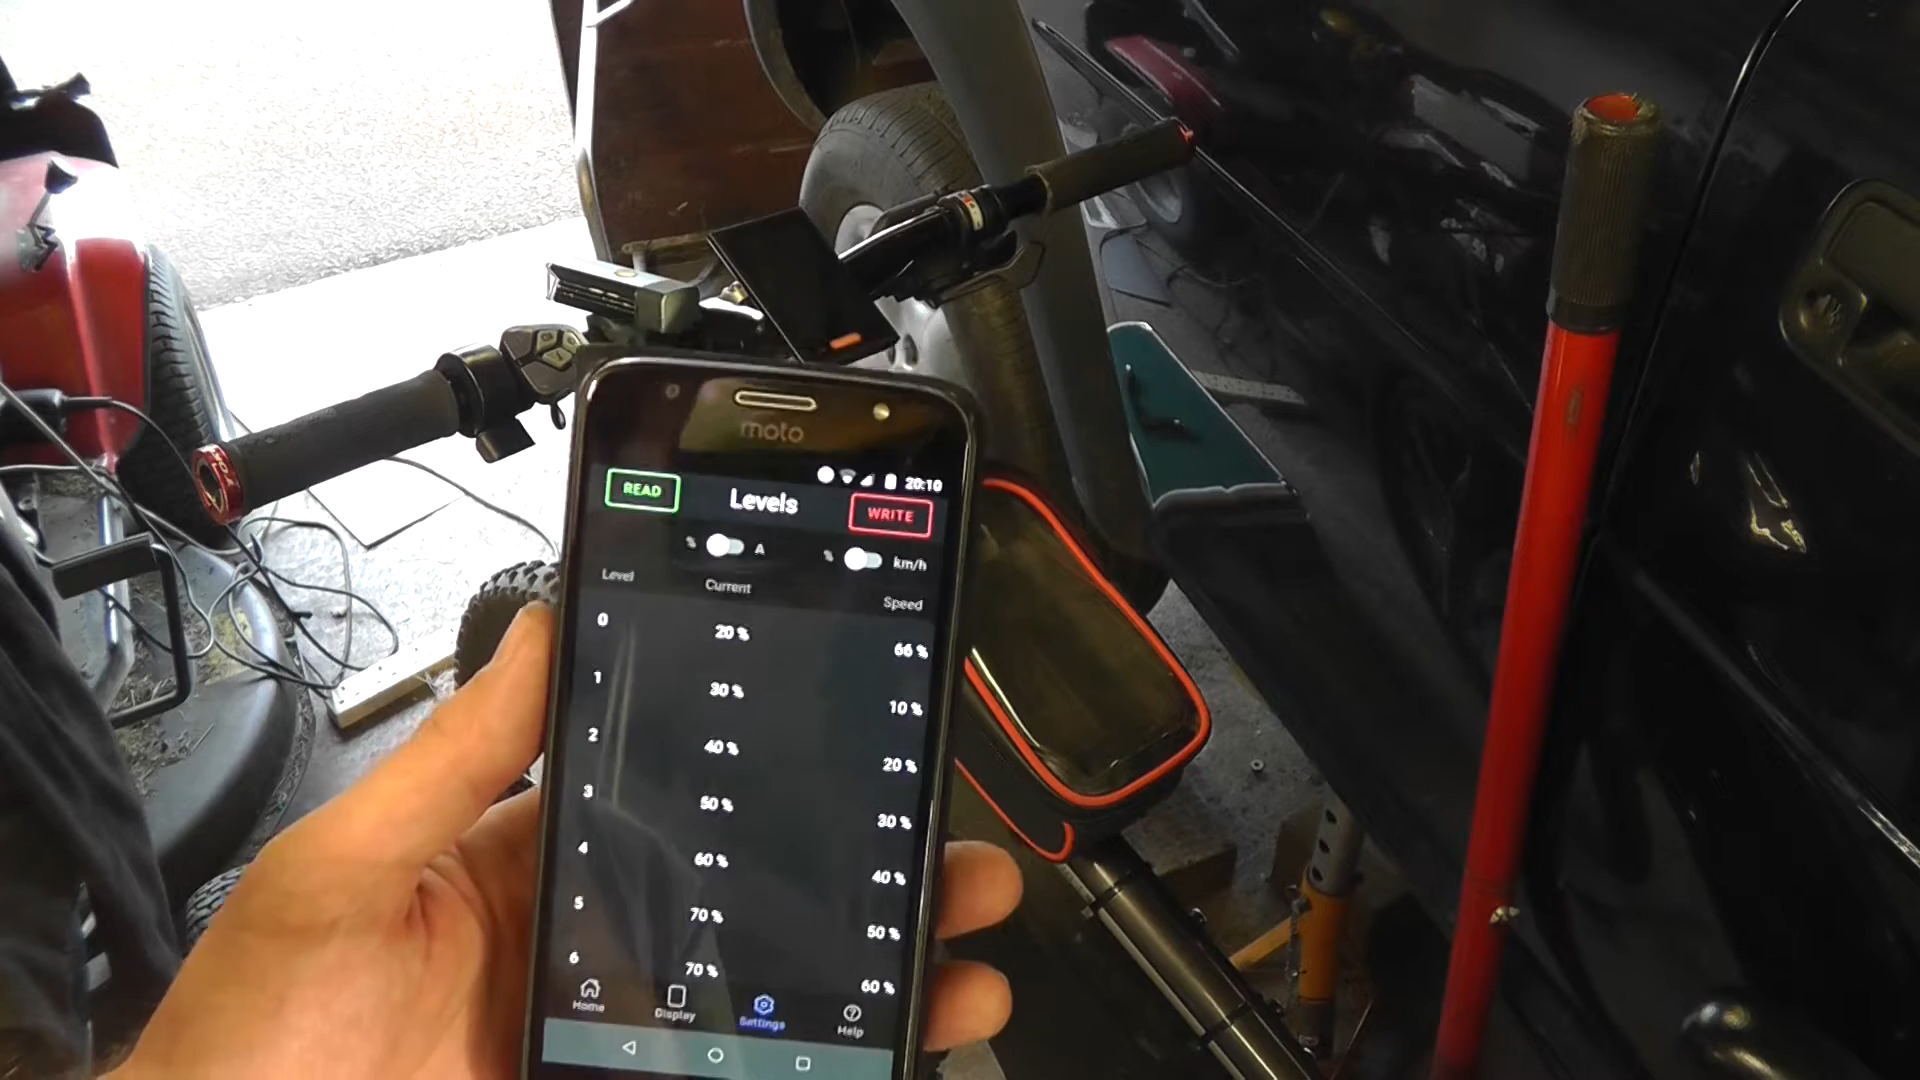 moto
20:10
READ Levels WRITE
% A % km/h
Level Current Speed
0 20 % 66 %
1 30 % 10 %
2 40 % 20 %
3 50 % 30 %
4 60 % 40 %
5 70 % 50 %
6 70 % 60 %
Home Display Settings Help